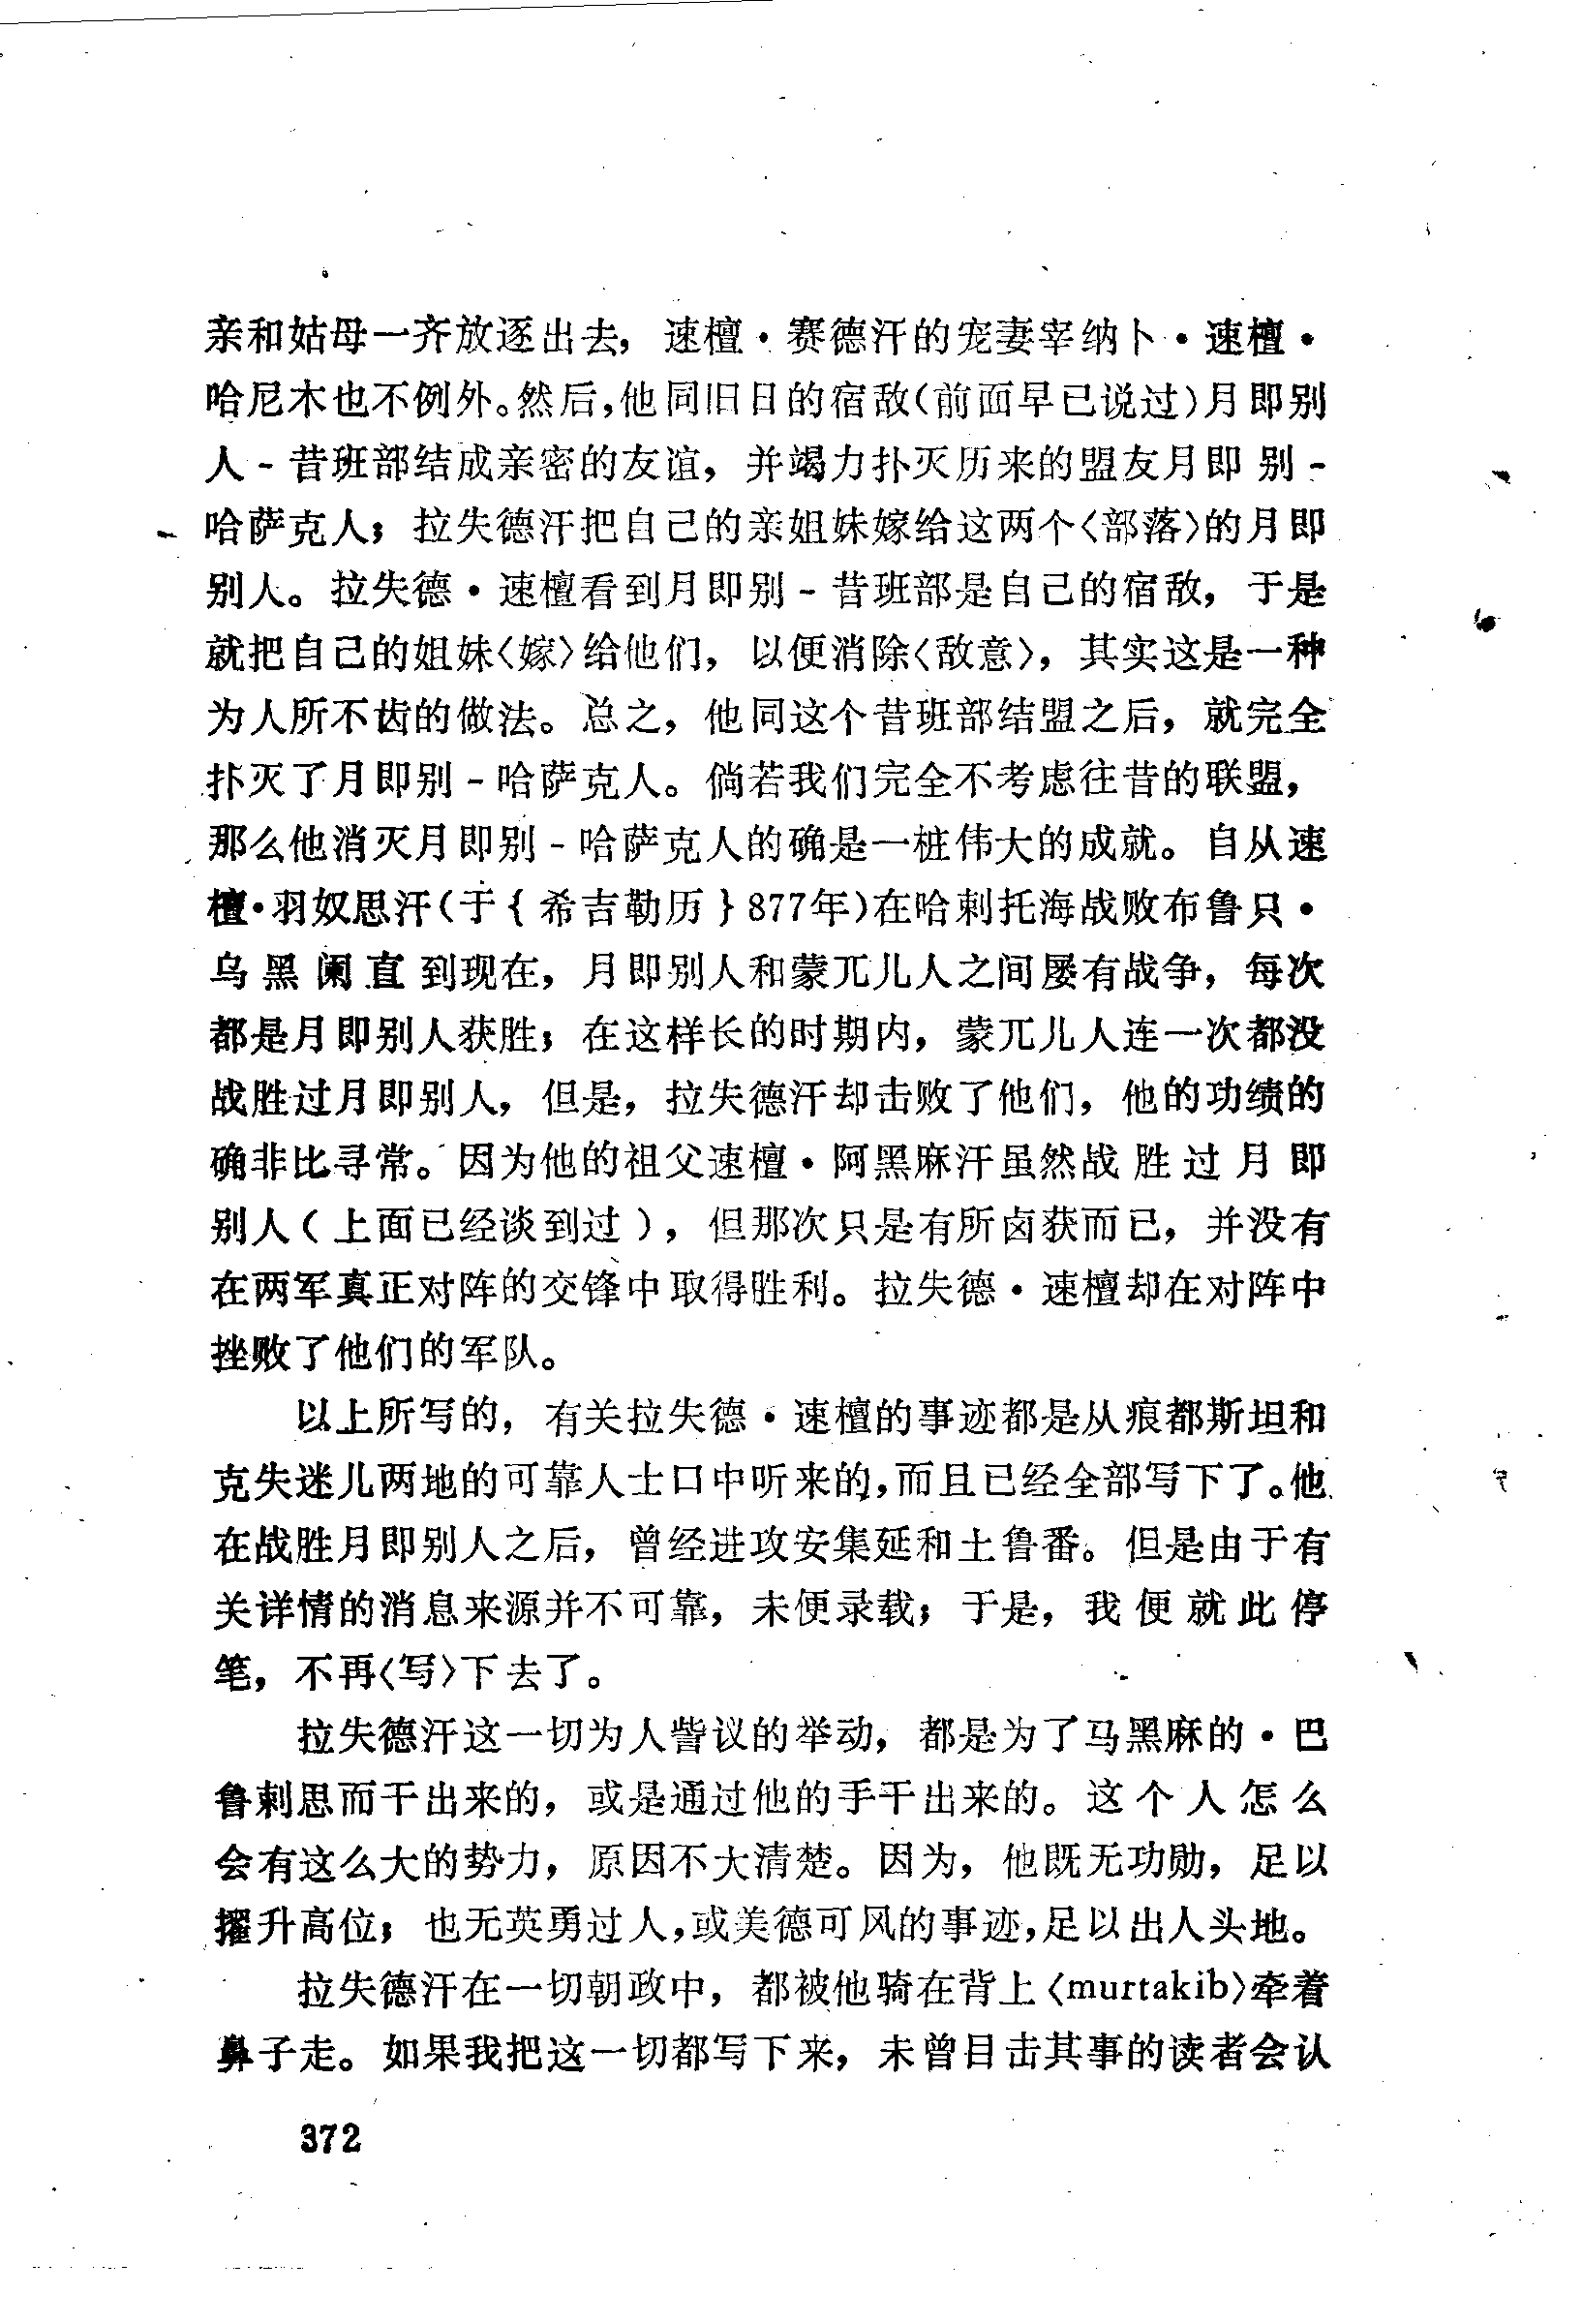 亲和姑母一齐放逐出去，速檀·赛德汗的宠妻宰纳卜·速檀·
哈尼木也不例外。然后，他同旧日的宿敌（前面早已说过）月即别
人-昔班部结成亲密的友谊，并竭力扑灭历来的盟友月即别-
哈萨克人；拉失德汗把自己的亲姐妹嫁给这两个〈部落〉的月即
别人。拉失德·速檀看到月即别-昔班部是自己的宿敌，于是
就把自己的姐妹〈嫁〉给他们，以便消除〈敌意〉，其实这是一种
为人所不齿的做法。总之，他同这个昔班部结盟之后，就完全
扑灭了月即别-哈萨克人。倘若我们完全不考虑往昔的联盟，
那么他消灭月即别-哈萨克人的确是一桩伟大的成就。自从速
檀·羽奴思汗（于{希吉勒历}877年）在哈剌托海战败布鲁只·
乌黑阑直到现在，月即别人和蒙兀儿人之间屡有战争，每次
都是月即别人获胜；在这样长的时期内，蒙兀儿人连一次都没
战胜过月即别人，但是，拉失德汗却击败了他们，他的功绩的
确非比寻常。因为他的祖父速檀·阿黑麻汗虽然战胜过月即
别人（上面已经谈到过），但那次只是有所卤获而已，并没有
在两军真正对阵的交锋中取得胜利。拉失德·速檀却在对阵中
挫败了他们的军队。
以上所写的，有关拉失德·速檀的事迹都是从痕都斯坦和
克失迷儿两地的可靠人士口中听来的，而且已经全部写下了。他
在战胜月即别人之后，曾经进攻安集延和土鲁番。但是由于有
关详情的消息来源并不可靠，未便录载；于是，我便就此停
笔，不再〈写〉下去了。
拉失德汗这一切为人訾议的举动，都是为了马黑麻的·巴
鲁剌思而干出来的，或是通过他的手干出来的。这个人怎么
会有这么大的势力，原因不大清楚。因为，他既无功勋，足以
擢升高位；也无英勇过人，或美德可风的事迹，足以出人头地。
拉失德汗在一切朝政中，都被他骑在背上〈murtakib〉牵着
鼻子走。如果我把这一切都写下来，未曾目击其事的读者会认
372